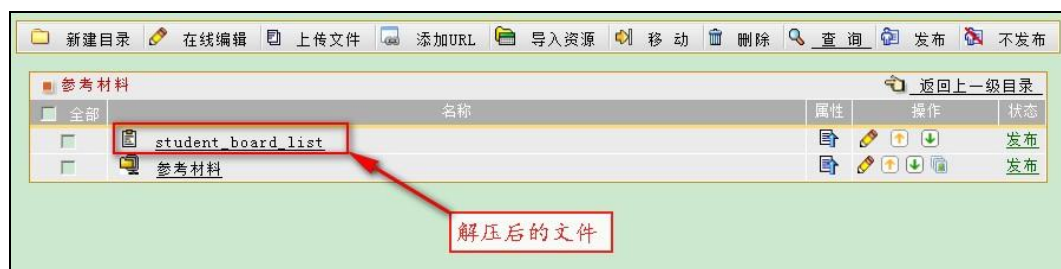 新建目录 在线编辑 上传文件 添加URL 导入资源 移 动 删除 查 询 发布 不发布
参考材料 返回上一级目录
全部 名称 属性 操作 状态
student_board_list 发布
参考材料 发布
解压后的文件